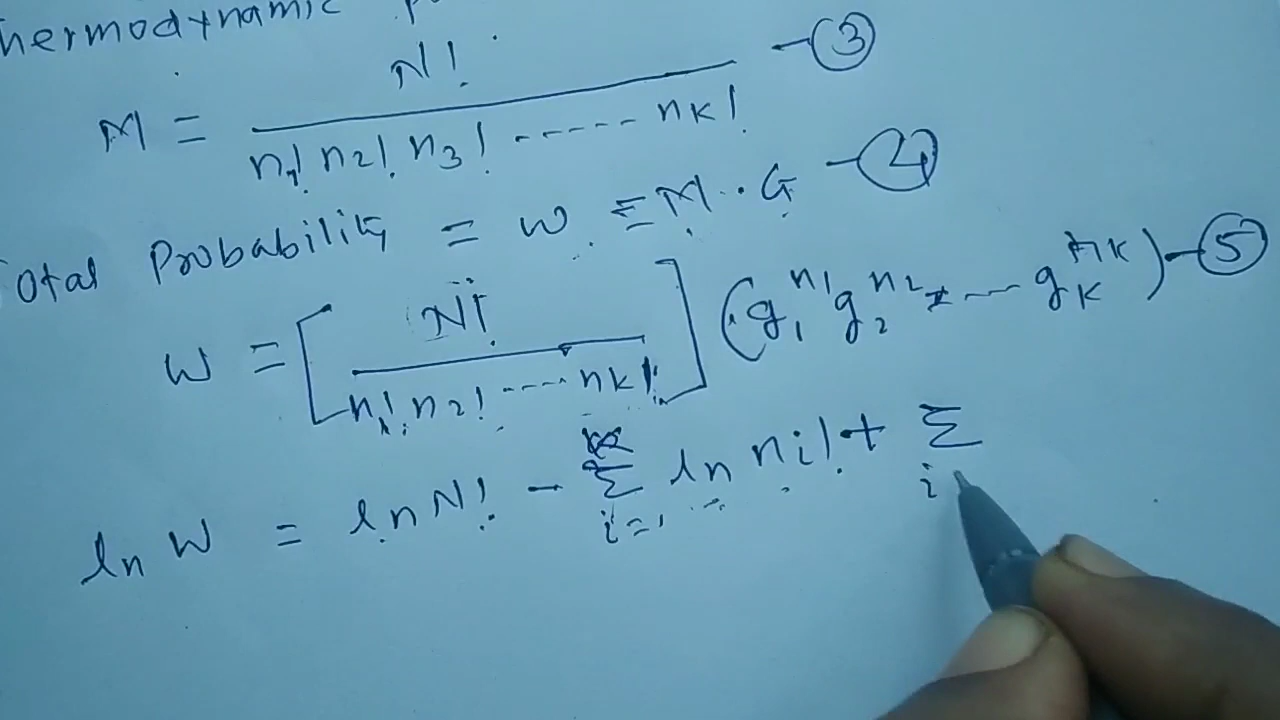 hermodynamic
M = N! / n1! n2! n3! ------ nk! - ③
Total Probability = W = M . G - ④
W = [ N! / n1! n2! ----- nk! ] ( g1^n1 g2^n2 ---- gk^nk ) - ⑤
ln W = ln N! - Σ i=1 ln ni! + Σ i